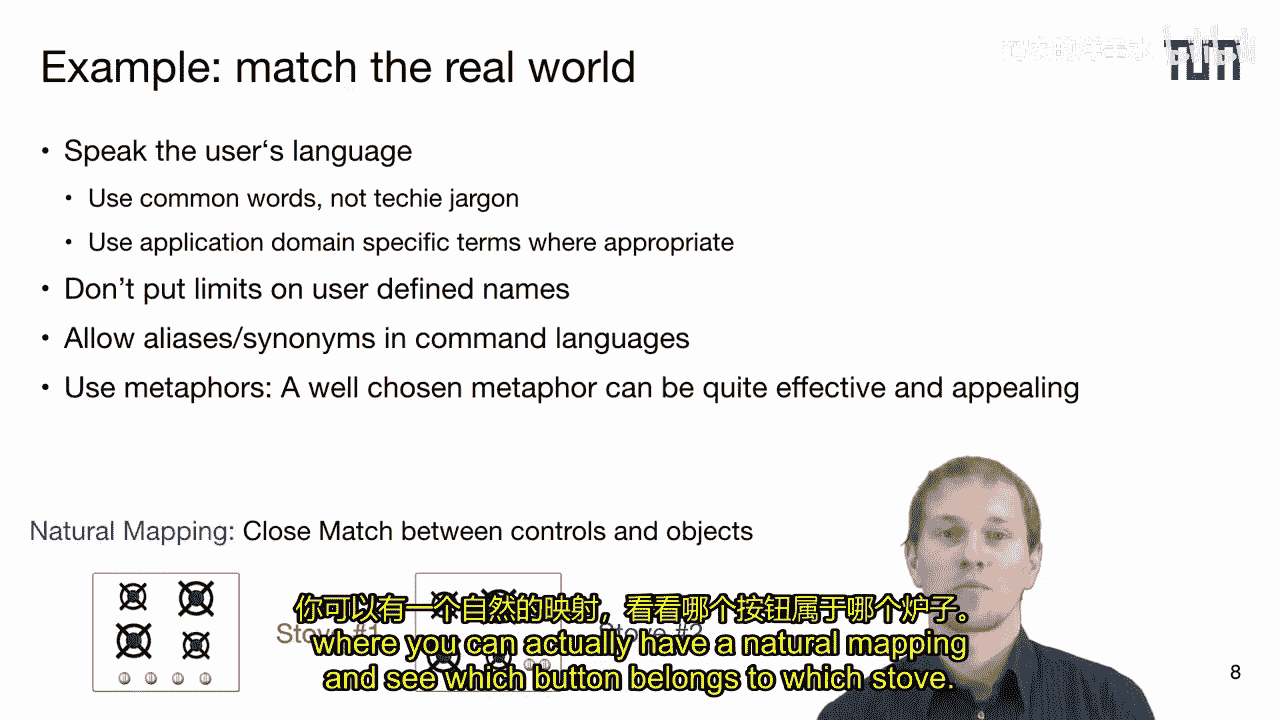 Example: match the real world
• Speak the user‘s language
• Use common words, not techie jargon
• Use application domain specific terms where appropriate
• Don’t put limits on user defined names
• Allow aliases/synonyms in command languages
• Use metaphors: A well chosen metaphor can be quite effective and appealing
Natural Mapping: Close Match between controls and objects
Stove #1
Stove #2
你可以有一个自然的映射，看看哪个按钮属于哪个炉子。
where you can actually have a natural mapping
and see which button belongs to which stove.
8